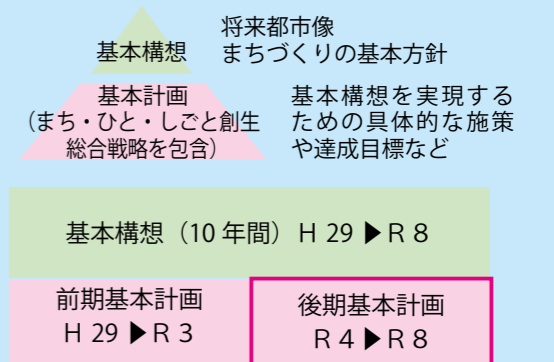 基本構想
将来都市像
まちづくりの基本方針
基本計画
（まち・ひと・しごと創生
総合戦略を包含）
基本構想を実現する
ための具体的な施策
や達成目標など
基本構想（10 年間）H 29 ▶ R 8
前期基本計画
H 29 ▶ R 3
後期基本計画
R 4 ▶ R 8